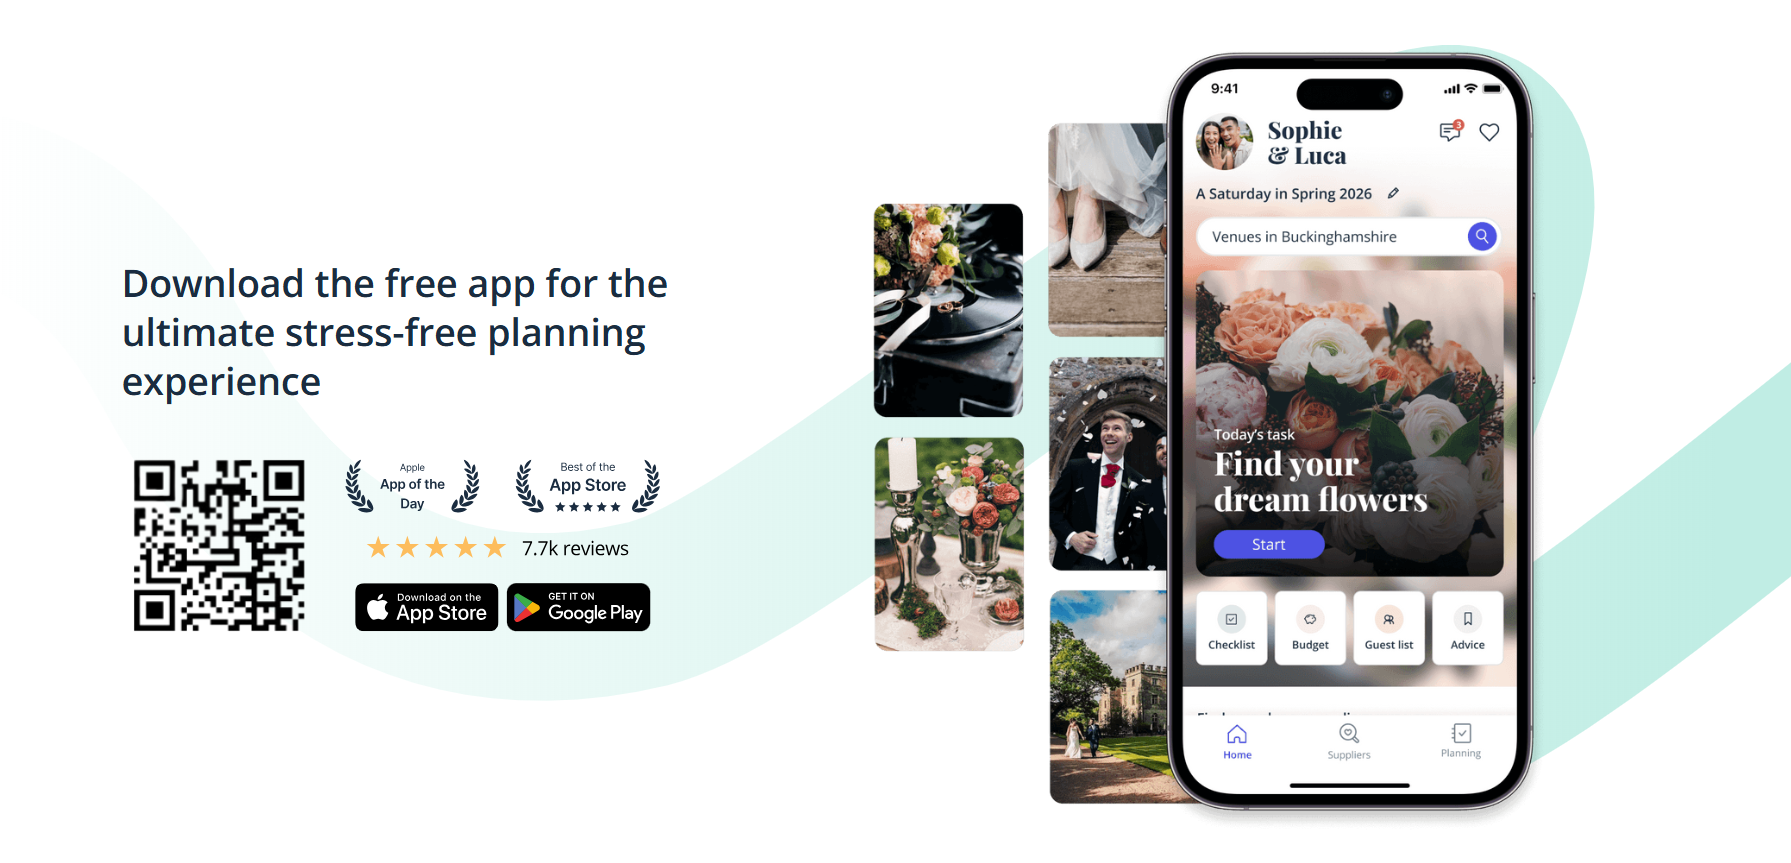 Download the free app for the
ultimate stress-free planning
experience
Apple
App of the
Day
Best of the
App Store
7.7k reviews
Download on the
App Store
GET IT ON
Google Play
9:41
Sophie
& Luca
3
A Saturday in Spring 2026
Venues in Buckinghamshire
Today's task
Find your
dream flowers
Start
Checklist
Budget
Guest list
Advice
Home
Suppliers
Planning